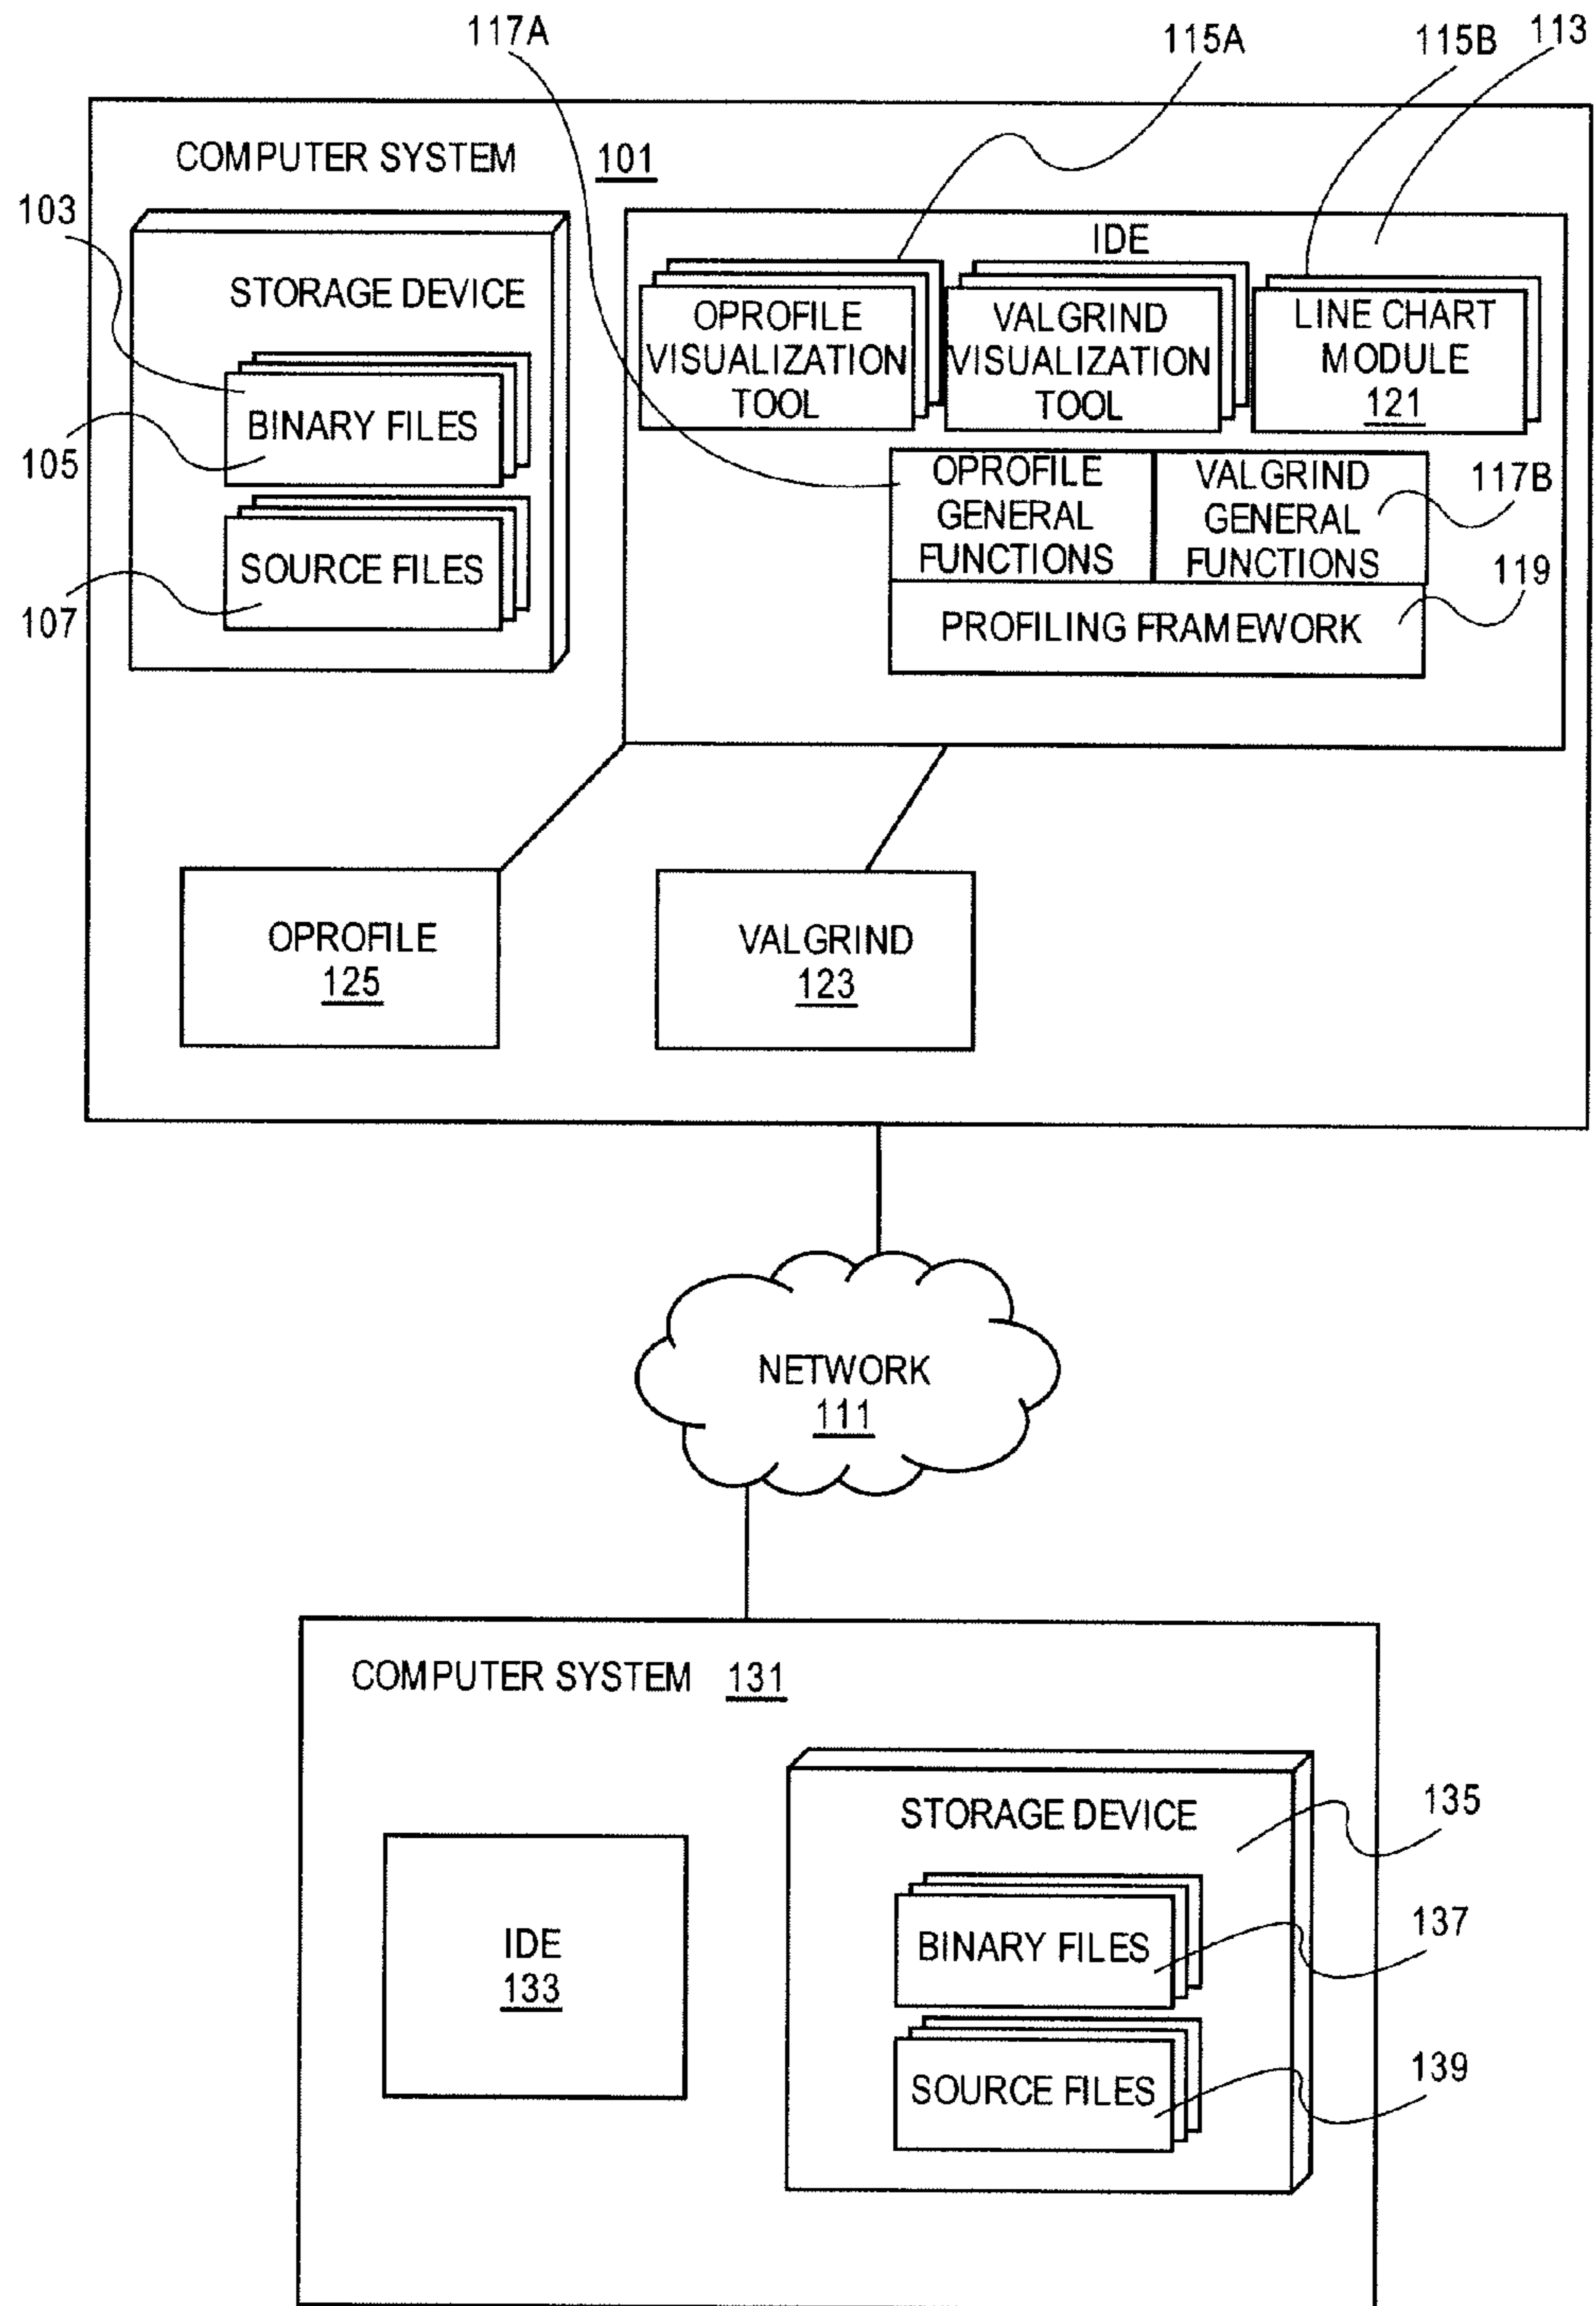 117A
115A
115B
113
COMPUTER SYSTEM 101
103
STORAGE DEVICE
BINARY FILES
105
SOURCE FILES
107
IDE
OPROFILE
VISUALIZATION
TOOL
VALGRIND
VISUALIZATION
TOOL
LINE CHART
MODULE
121
OPROFILE
GENERAL
FUNCTIONS
VALGRIND
GENERAL
FUNCTIONS
117B
119
PROFILING FRAMEWORK
OPROFILE
125
VALGRIND
123
NETWORK
111
COMPUTER SYSTEM 131
IDE
133
STORAGE DEVICE
135
BINARY FILES
137
SOURCE FILES
139